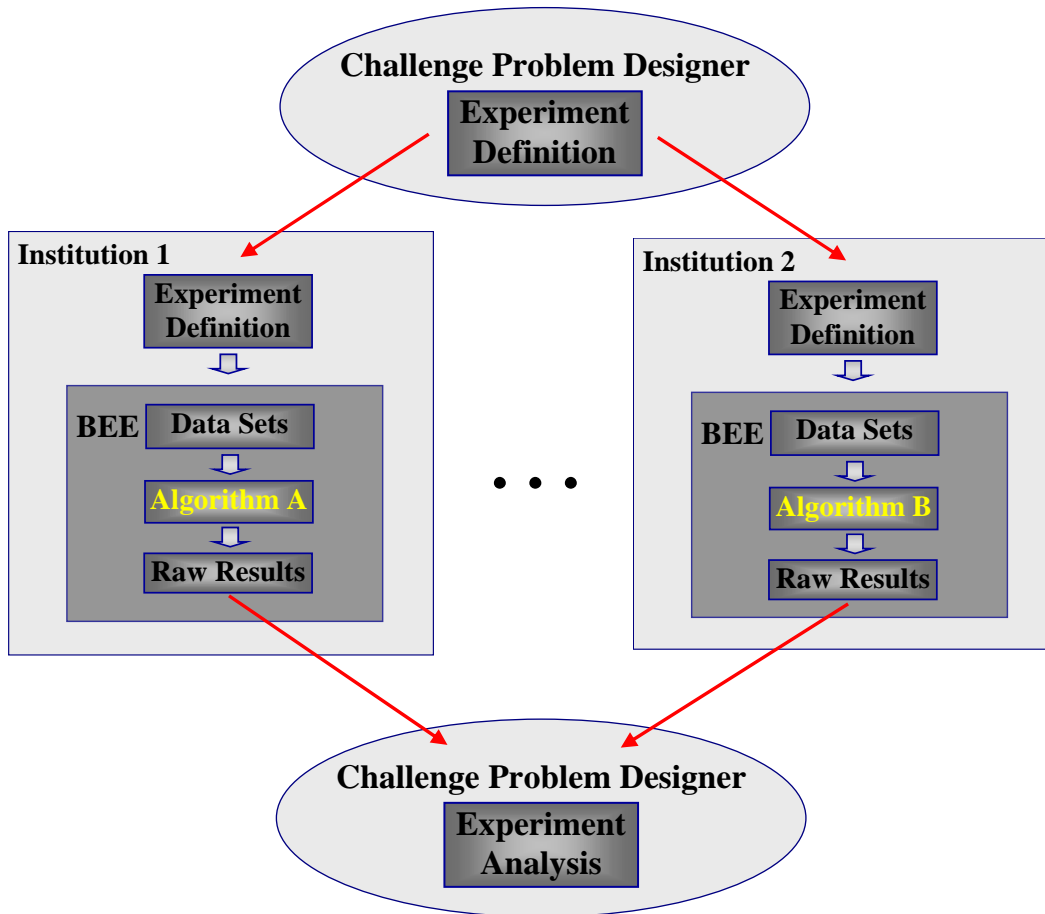 Challenge Problem Designer
Experiment
Definition
Institution 1
Experiment
Definition
BEE
Data Sets
Algorithm A
Raw Results
• • •
Institution 2
Experiment
Definition
BEE
Data Sets
Algorithm B
Raw Results
Challenge Problem Designer
Experiment
Analysis